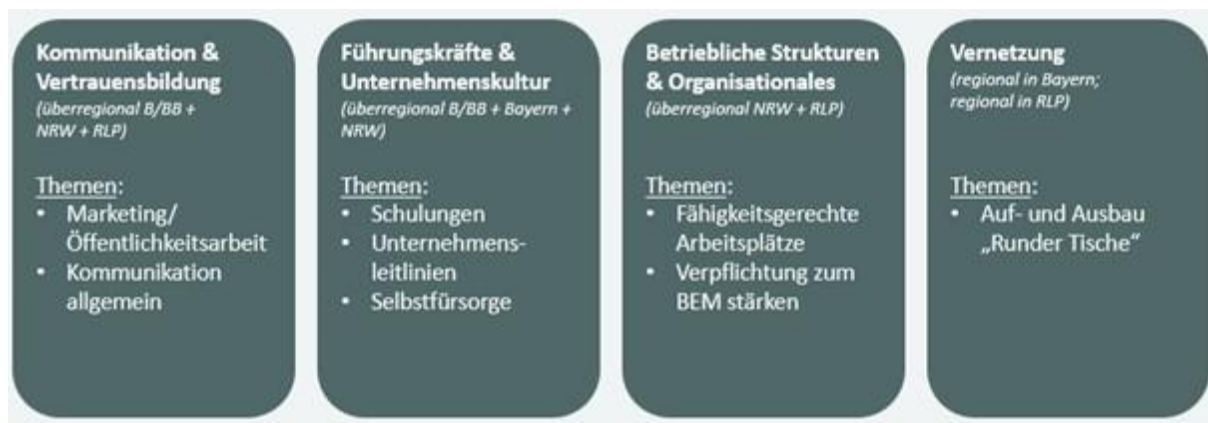 Kommunikation &
Vertrauensbildung
(überregional B/BB +
NRW + RLP)
Themen:
• Marketing/
Öffentlichkeitsarbeit
• Kommunikation
allgemein
Führungskräfte &
Unternehmenskultur
(überregional B/BB + Bayern +
NRW)
Themen:
• Schulungen
• Unternehmens-
leitlinien
• Selbstfürsorge
Betriebliche Strukturen
& Organisationales
(überregional NRW + RLP)
Themen:
• Fähigkeitsgerechte
Arbeitsplätze
• Verpflichtung zum
BEM stärken
Vernetzung
(regional in Bayern;
regional in RLP)
Themen:
• Auf- und Ausbau
„Runder Tische“